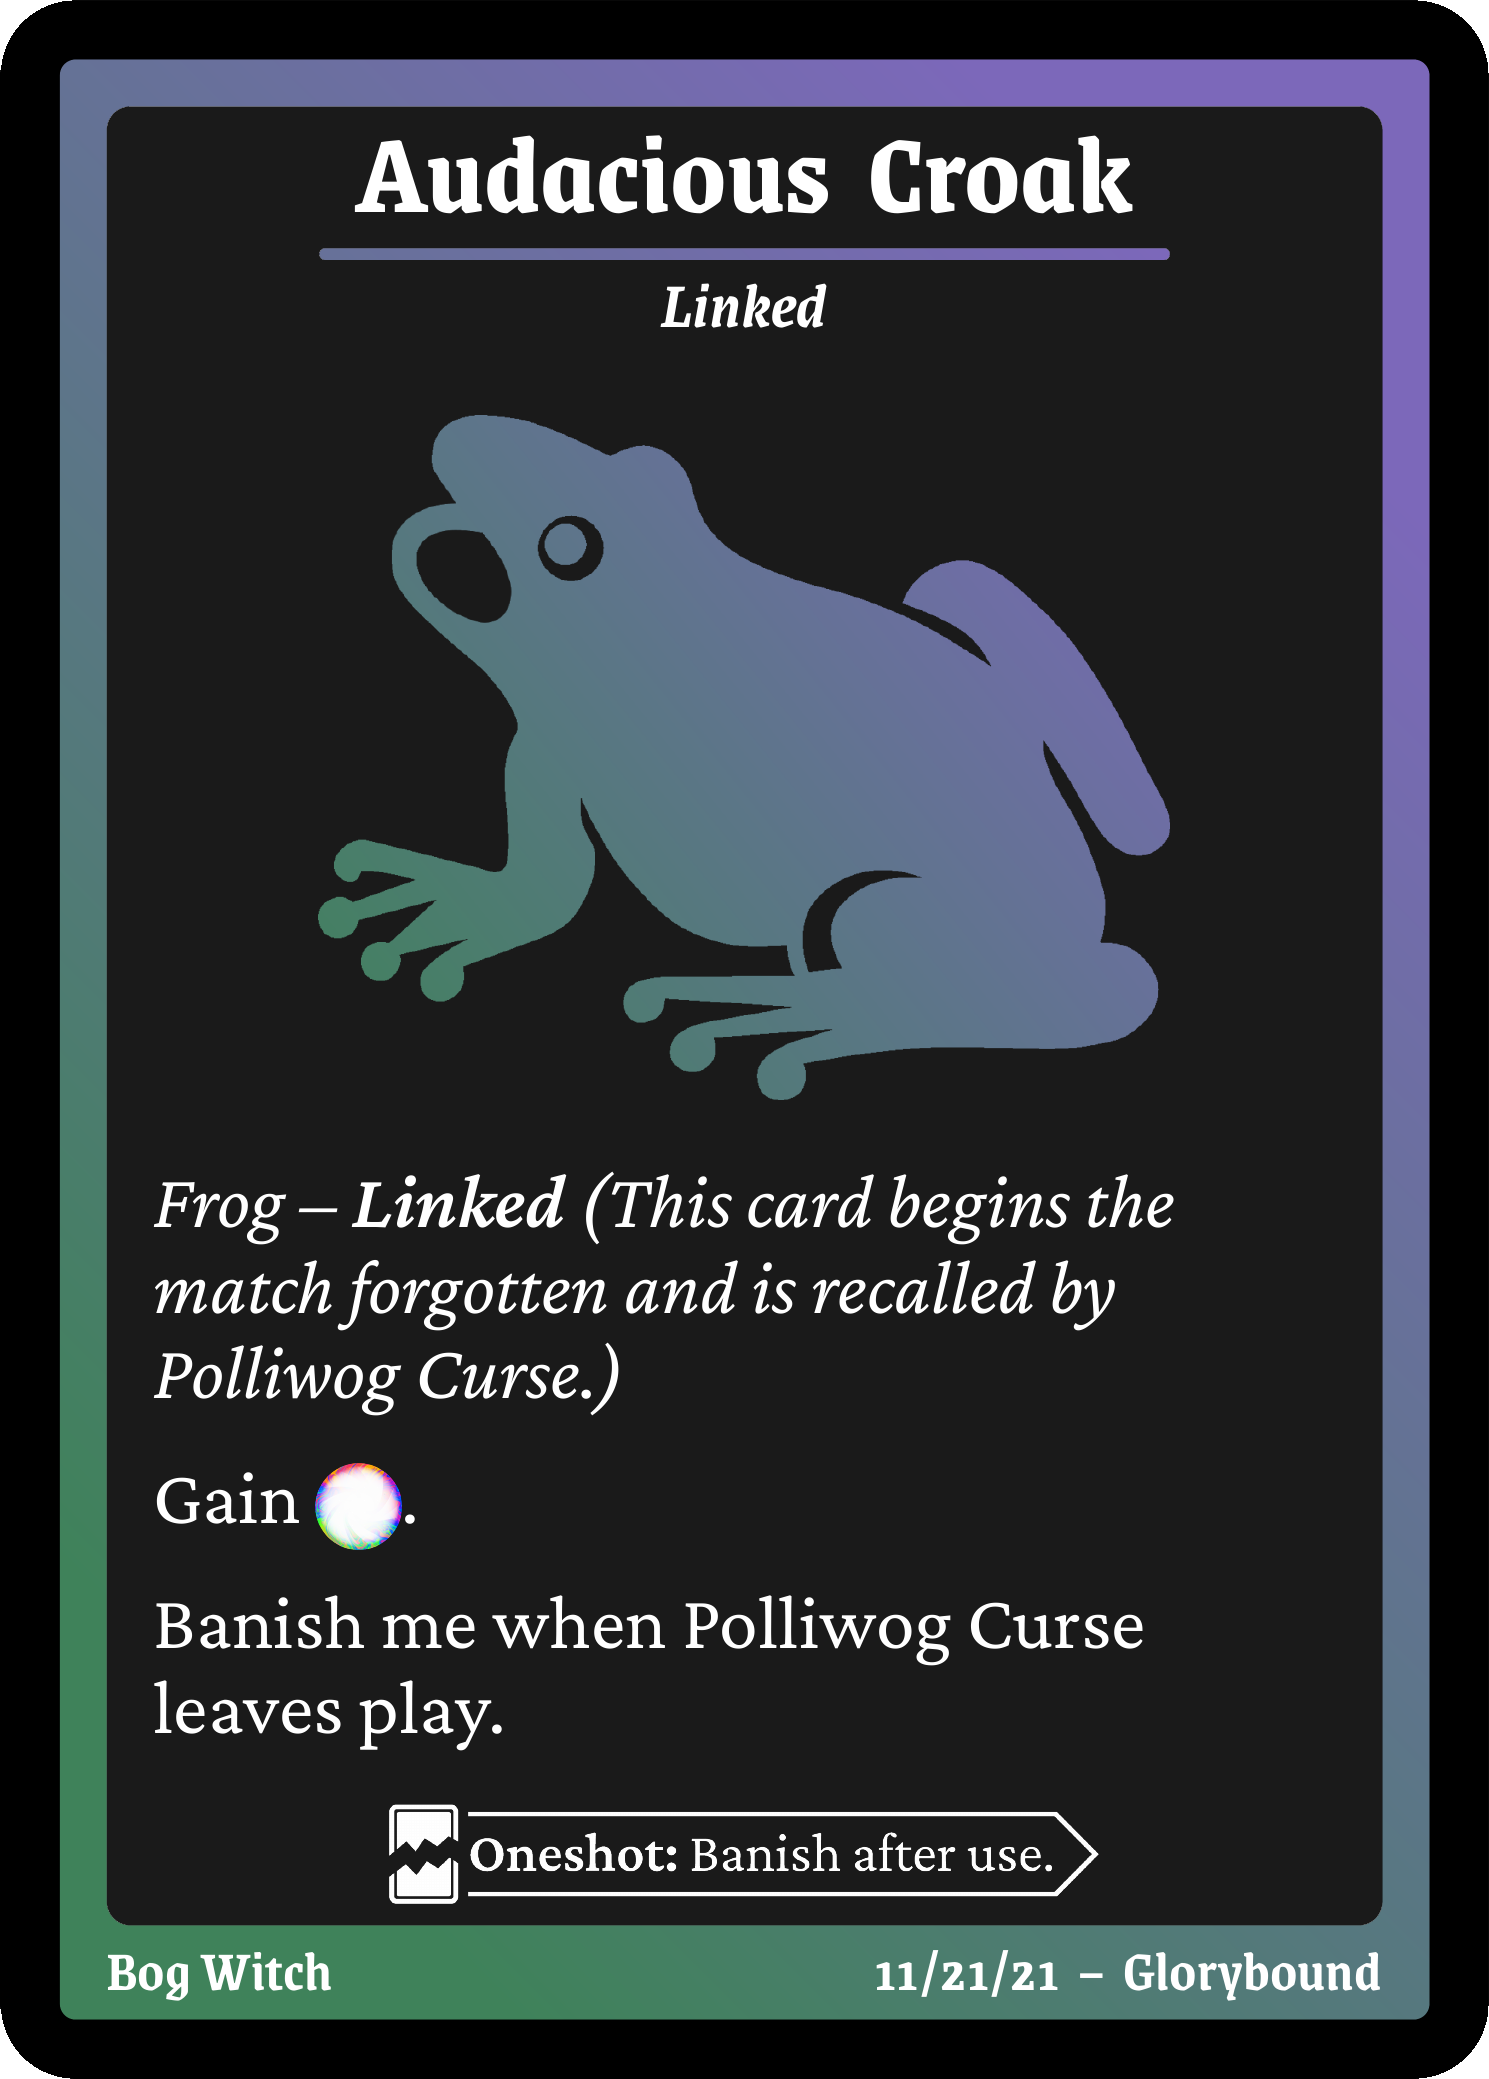 Audacious Croak
Linked
Frog – Linked (This card begins the
match forgotten and is recalled by
Polliwog Curse.)
Gain .
Banish me when Polliwog Curse
leaves play.
Oneshot: Banish after use.
Bog Witch
11/21/21 – Glorybound